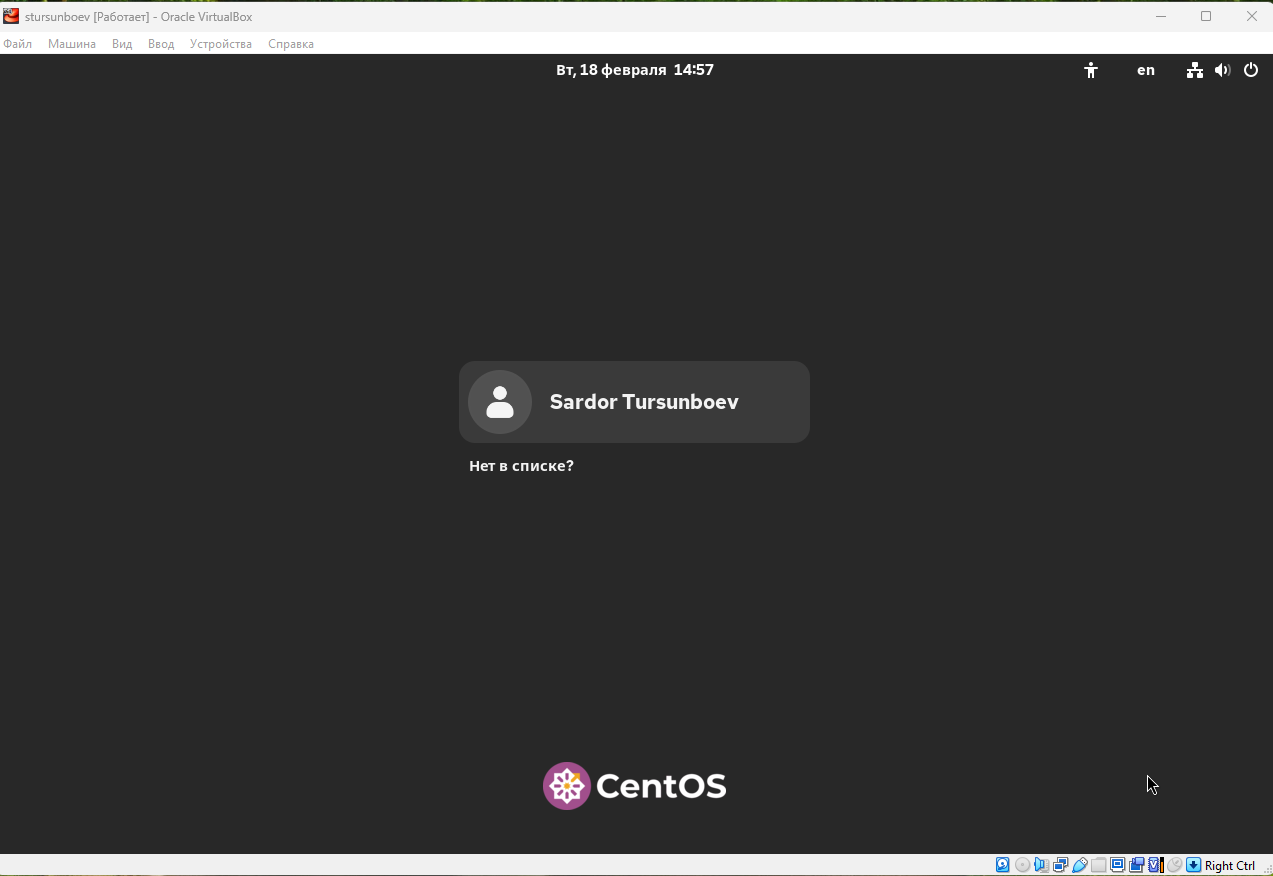 stursunboev [Работает] - Oracle VirtualBox
Файл Машина Вид Ввод Устройства Справка
Вт, 18 февраля 14:57
en
Sardor Tursunboev
Нет в списке?
CentOS
Right Ctrl